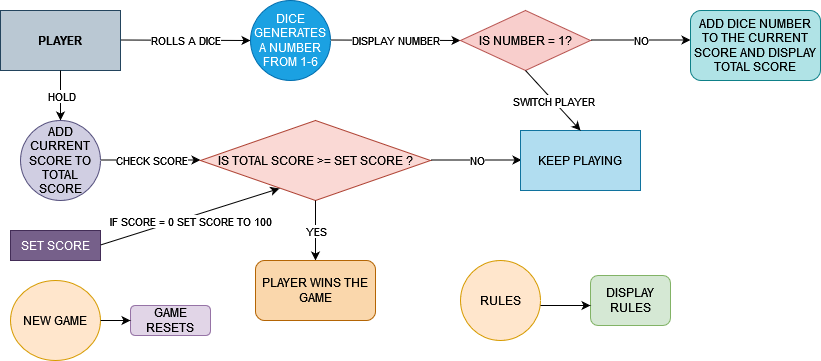 PLAYER
ROLLS A DICE
DICE
GENERATES
A NUMBER
FROM 1-6
DISPLAY NUMBER
IS NUMBER = 1?
NO
ADD DICE NUMBER
TO THE CURRENT
SCORE AND DISPLAY
TOTAL SCORE
HOLD
SWITCH PLAYER
ADD
CURRENT
SCORE TO
TOTAL
SCORE
CHECK SCORE
IS TOTAL SCORE >= SET SCORE ?
NO
KEEP PLAYING
IF SCORE = 0 SET SCORE TO 100
SET SCORE
YES
PLAYER WINS THE
GAME
NEW GAME
GAME
RESETS
RULES
DISPLAY
RULES